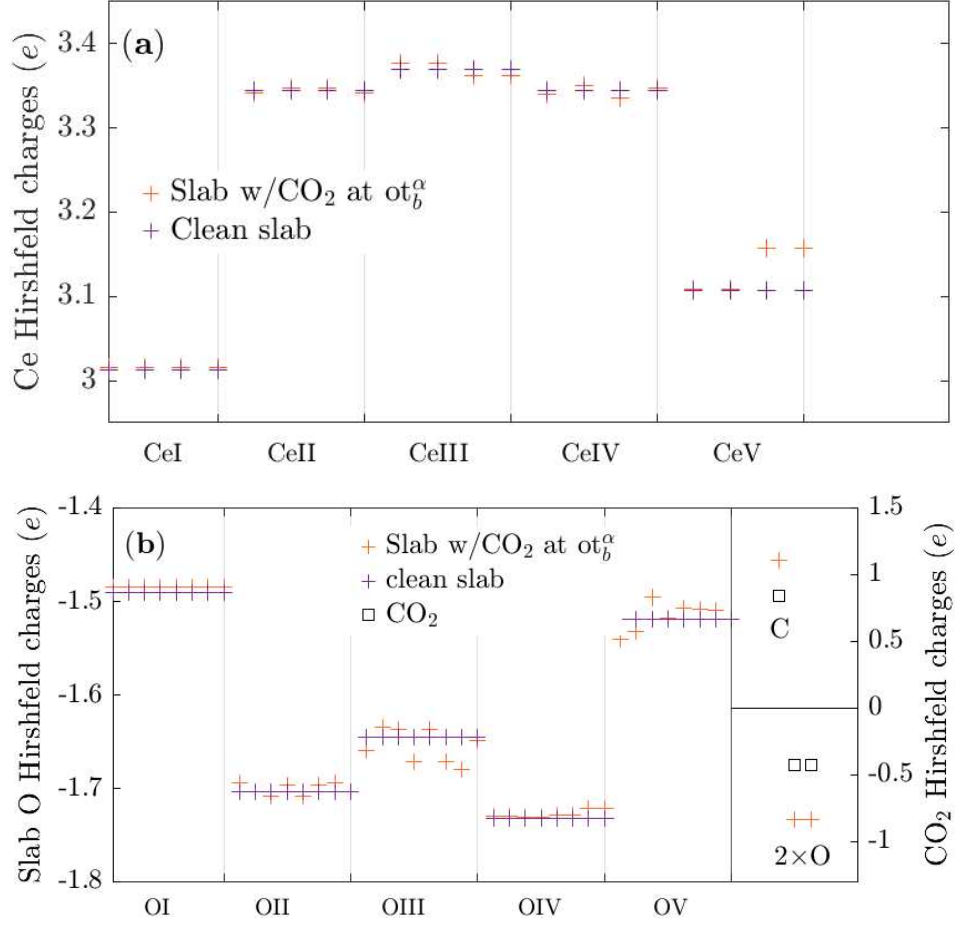 Ce Hirshfeld charges (e)
(a)
3.4
3.3
3.2
3.1
3
Slab w/CO₂ at ot_b^α
Clean slab
CeI CeII CeIII CeIV CeV
Slab O Hirshfeld charges (e)
(b)
-1.4
-1.5
-1.6
-1.7
-1.8
Slab w/CO₂ at ot_b^α
clean slab
CO₂
C
2×O
1.5
1
0.5
0
-0.5
-1
CO₂ Hirshfeld charges (e)
OI OII OIII OIV OV